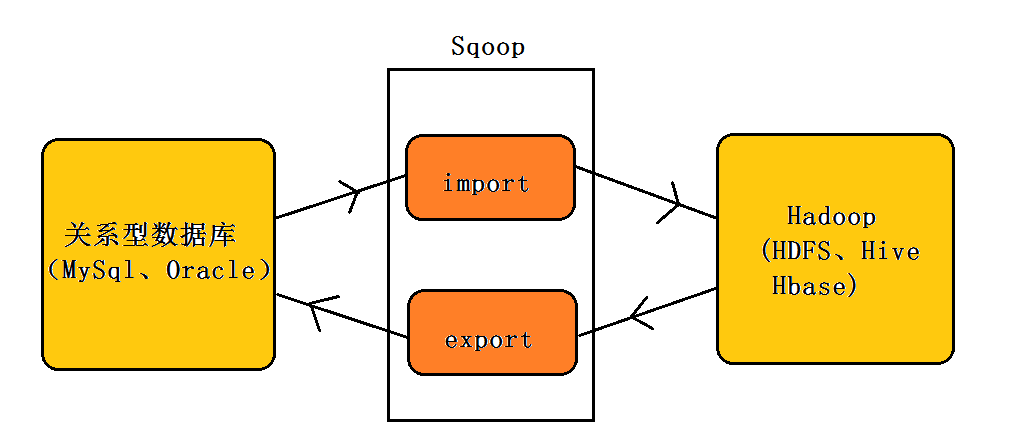 Sqoop
import
关系型数据库
（MySql、Oracle）
Hadoop
(HDFS、Hive
Hbase)
export